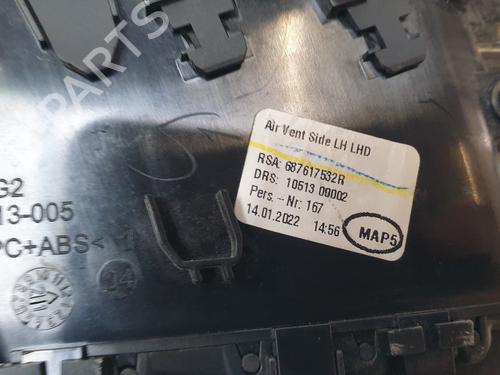 Air Vent Side LH LHD
RSA: 687617532R
DRS: 10513 00002
Pers. - Nr: 167
14.01.2022 14:56
MAP5
G2
13-005
PC+ABS<
04
B-PARTS